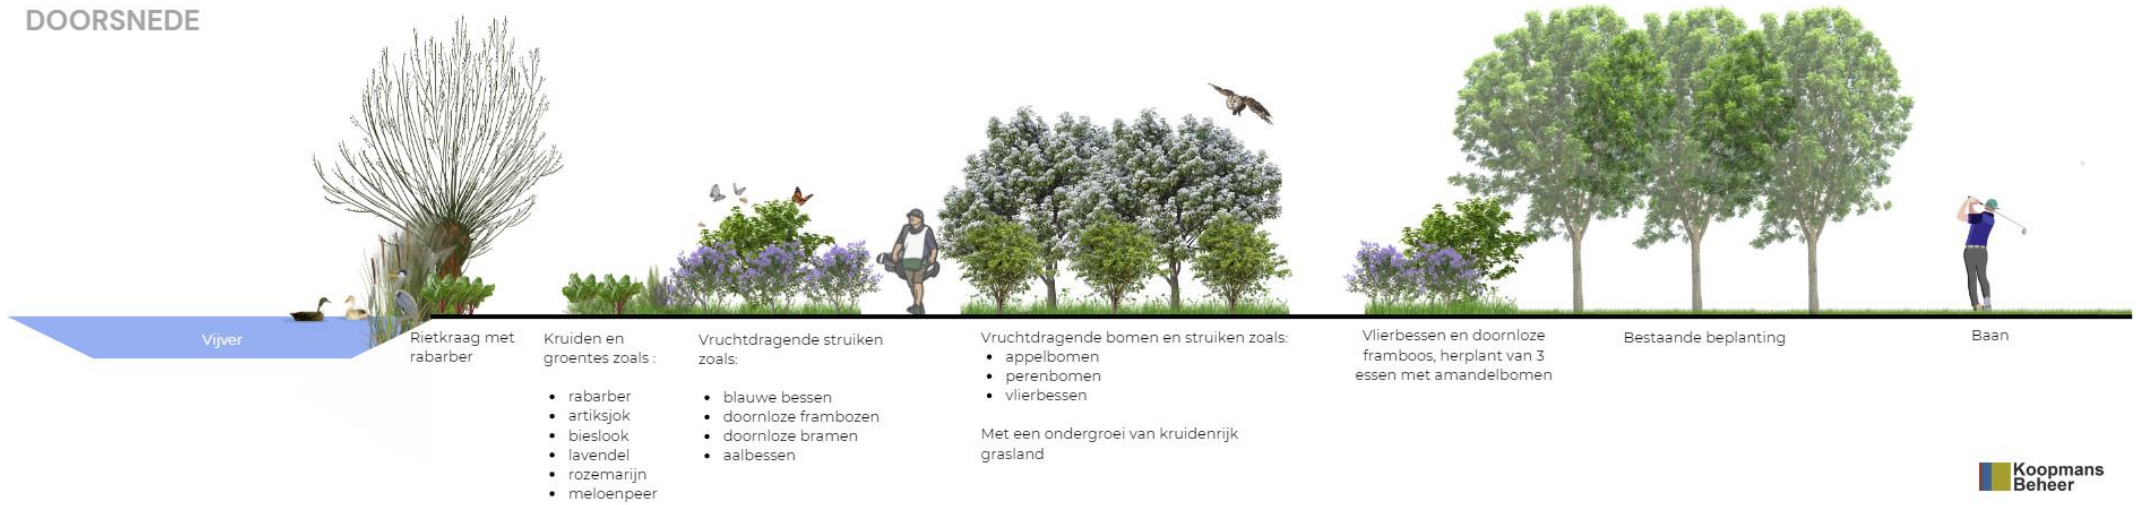 DOORSNEDE
Vijver
Rietkraag met
rabarber
Kruiden en
groentes zoals :
• rabarber
• artiksjok
• bieslook
• lavendel
• rozemarijn
• meloenpeer
Vruchtdragende struiken
zoals:
• blauwe bessen
• doornloze frambozen
• doornloze bramen
• aalbessen
Vruchtdragende bomen en struiken zoals:
• appelbomen
• perenbomen
• vlierbessen
Met een ondergroei van kruidenrijk
grasland
Vlierbessen en doornloze
framboos, herplant van 3
essen met amandelbomen
Bestaande beplanting
Baan
Koopmans
Beheer